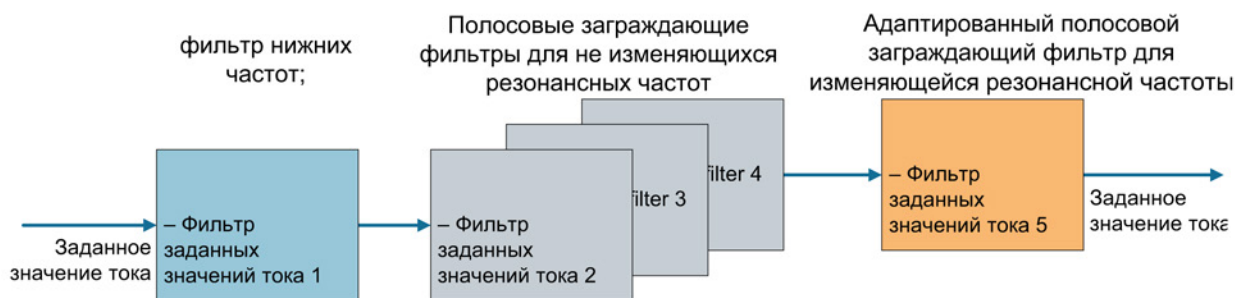 фильтр нижних
частот;
Полосовые заграждающие
фильтры для не изменяющихся
резонансных частот
Адаптированный полосовой
заграждающий фильтр для
изменяющейся резонансной частоты
Заданное
значение тока
– Фильтр
заданных
значений тока 1
– Фильтр
заданных
значений тока 2
filter 3
filter 4
– Фильтр
заданных
значений тока 5
Заданное
значение тока